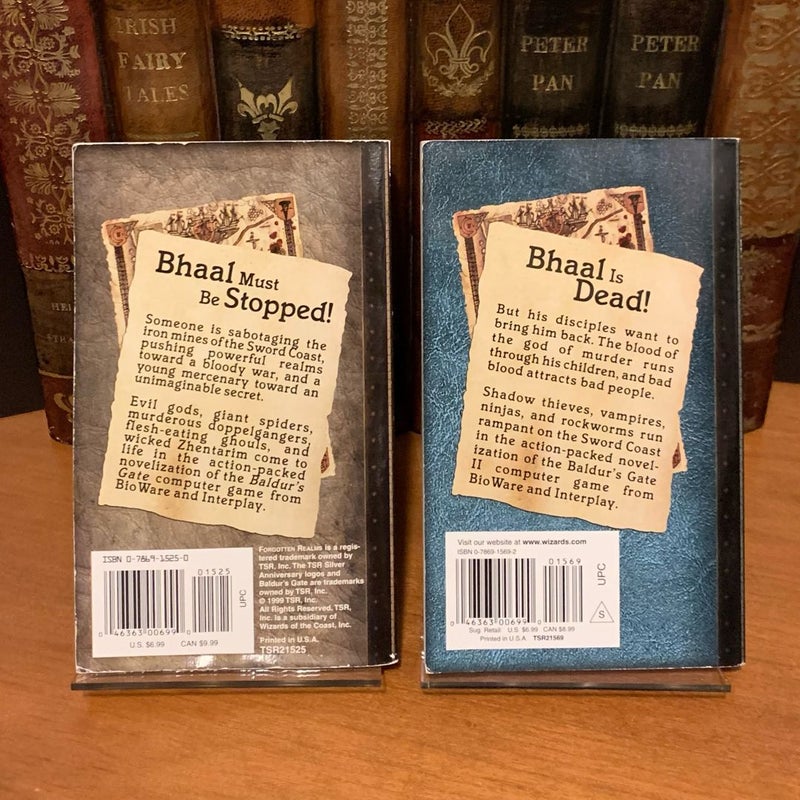 IRISH
FAIRY
TALES
PETER
PAN
PETER
PAN
Bhaal Must
Be Stopped!
Someone is sabotaging the
iron mines of the Sword Coast,
pushing powerful realms
toward a bloody war, and a
young mercenary toward an
unimaginable secret.
Evil gods, giant spiders,
murderous doppelgangers,
flesh-eating ghouls, and
wicked Zhentarim come to
life in the action-packed
novelization of the Baldur's
Gate computer game from
BioWare and Interplay.
ISBN 0-7869-1525-0
01525
UPC
0 46363 00699 0
U.S. $6.99 CAN $9.99
FORGOTTEN REALMS is a regis-
tered trademark owned by
TSR, Inc. The TSR Silver
Anniversary logos and
Baldur's Gate are trademarks
owned by TSR, Inc.
© 1999 TSR, Inc.
All Rights Reserved. TSR,
Inc. is a subsidiary of
Wizards of the Coast, Inc.
Printed in U.S.A.
TSR21525
Bhaal Is
Dead!
But his disciples want to
bring him back. The blood of
the god of murder runs
through his children, and bad
blood attracts bad people.
Shadow thieves, vampires,
ninjas, and rockworms run
rampant on the Sword Coast
in the action-packed novel-
ization of the Baldur's Gate
II computer game from
BioWare and Interplay.
Visit our website at www.wizards.com
ISBN 0-7869-1569-2
01569
UPC
0 46363 00699 0
S
Sug. Retail U.S. $6.99 CAN $8.99
Printed in U.S.A. TSR21569